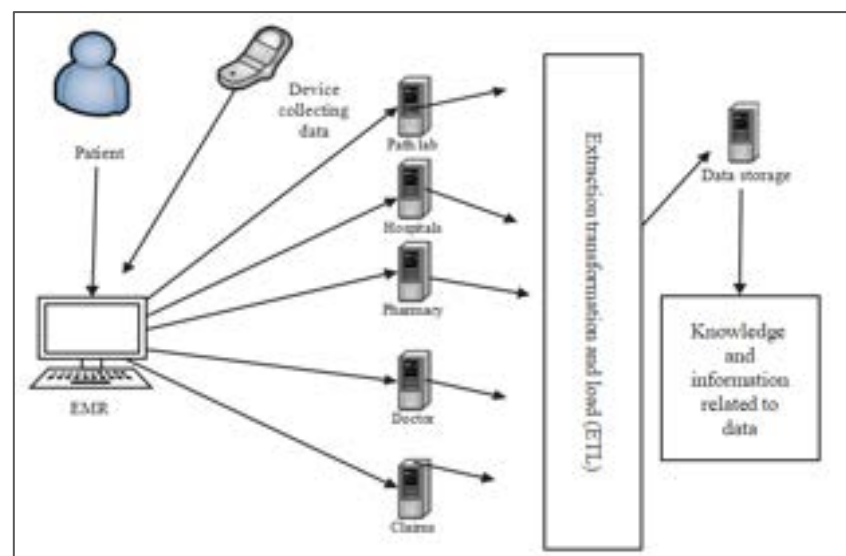 Device
collecting
data
Patient
Path lab
Hospitals
Pharmacy
Doctor
Claims
EMR
Extraction transformation and load (ETL)
Data storage
Knowledge
and
information
related to
data